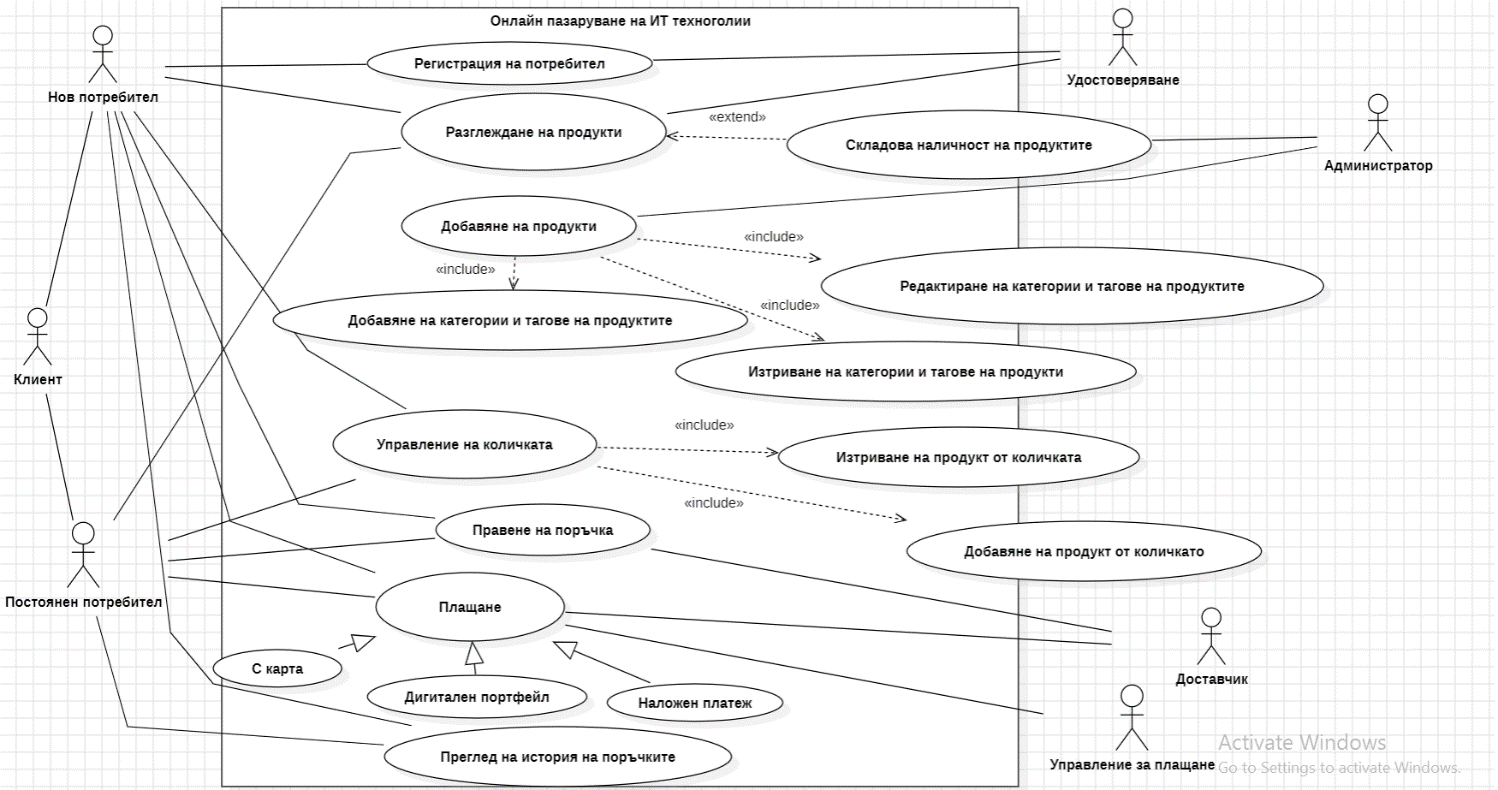 Онлайн пазаруване на ИТ техноголии
Регистрация на потребител
Нов потребител
Удостоверяване
Разглеждане на продукти
«extend»
Складова наличност на продуктите
Администратор
Добавяне на продукти
«include»
«include»
Редактиране на категории и тагове на продуктите
«include»
Добавяне на категории и тагове на продуктите
Изтриване на категории и тагове на продукти
Клиент
Управление на количката
«include»
Изтриване на продукт от количката
«include»
Правене на поръчка
Добавяне на продукт от количкато
Постоянен потребител
Плащане
С карта
Дигитален портфейл
Наложен платеж
Доставчик
Преглед на история на поръчките
Управление за плащане
Activate Windows
Go to Settings to activate Windows.